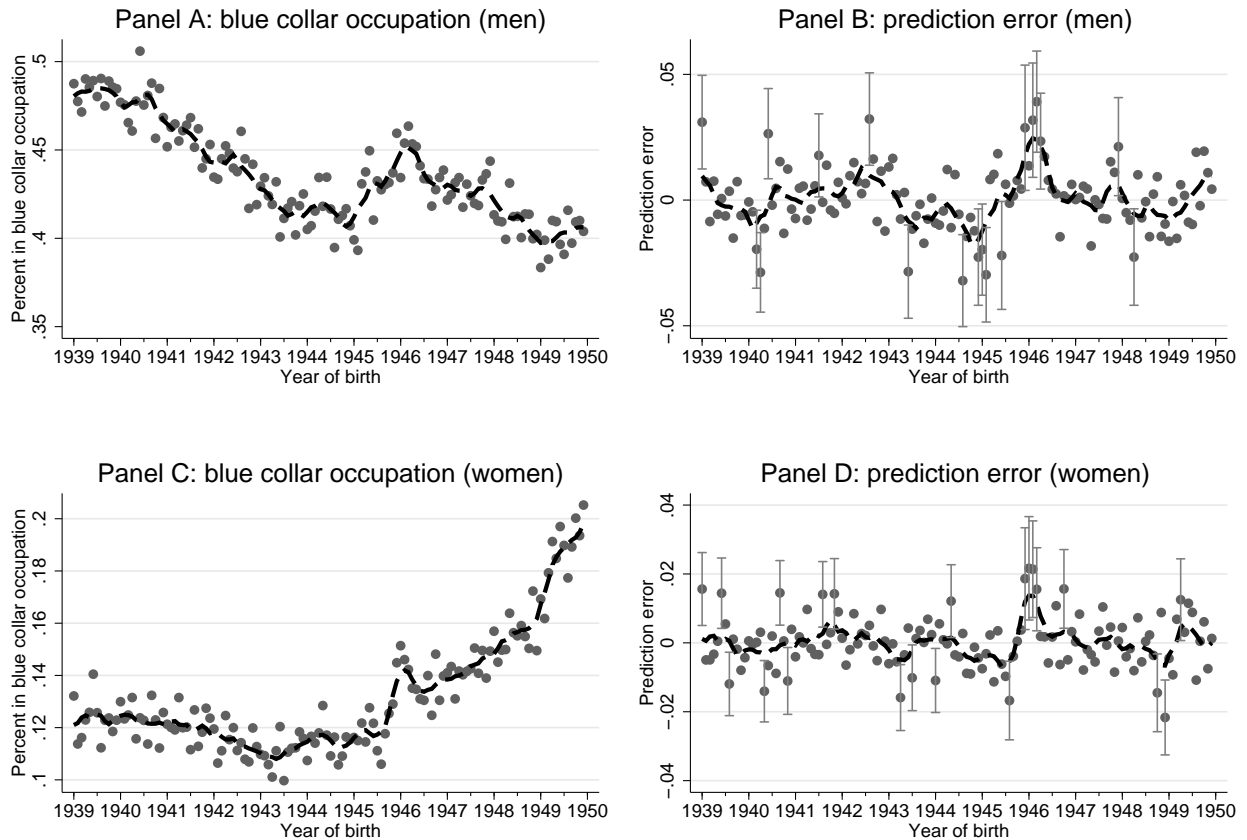 Panel A: blue collar occupation (men)
Percent in blue collar occupation
.5
.45
.4
.35
1939 1940 1941 1942 1943 1944 1945 1946 1947 1948 1949 1950
Year of birth
Panel B: prediction error (men)
Prediction error
.05
0
−.05
1939 1940 1941 1942 1943 1944 1945 1946 1947 1948 1949 1950
Year of birth
Panel C: blue collar occupation (women)
Percent in blue collar occupation
.2
.18
.16
.14
.12
.1
1939 1940 1941 1942 1943 1944 1945 1946 1947 1948 1949 1950
Year of birth
Panel D: prediction error (women)
Prediction error
.04
.02
0
−.02
−.04
1939 1940 1941 1942 1943 1944 1945 1946 1947 1948 1949 1950
Year of birth